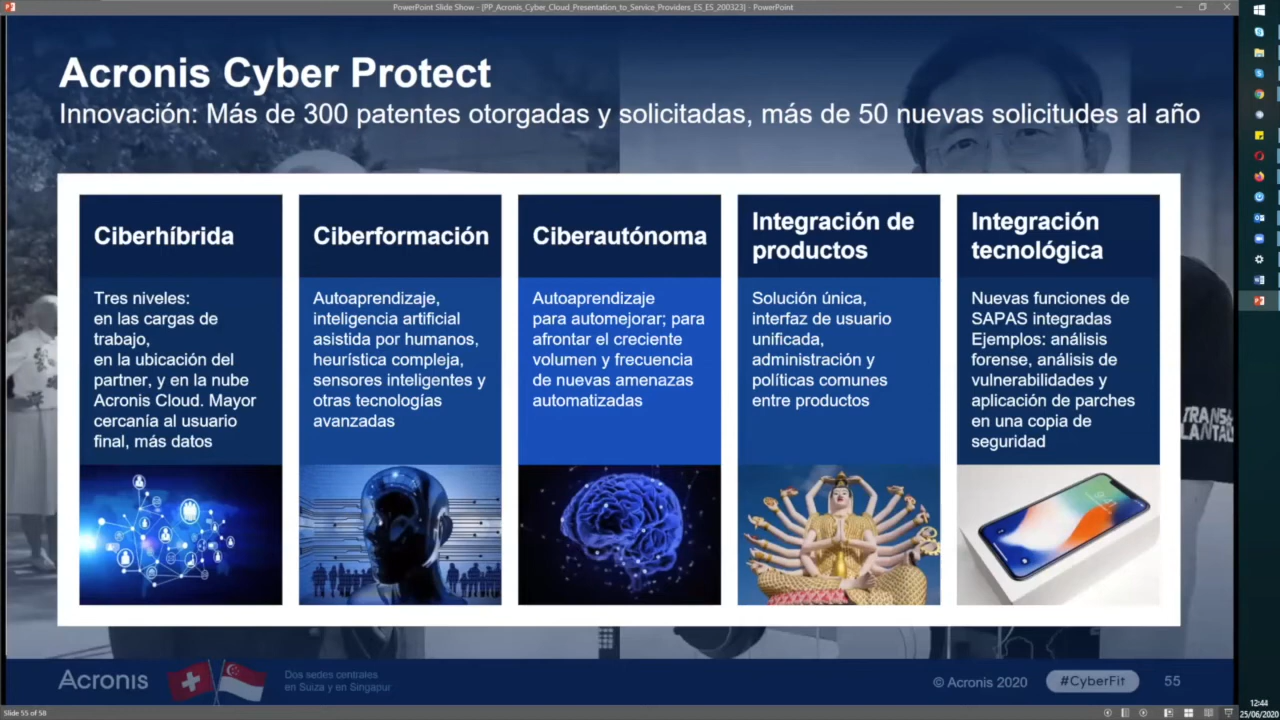 PowerPoint Slide Show - [PP_Acronis_Cyber_Cloud_Presentation_to_Service_Providers_ES_ES_200323] - PowerPoint
Acronis Cyber Protect
Innovación: Más de 300 patentes otorgadas y solicitadas, más de 50 nuevas solicitudes al año
Ciberhíbrida
Tres niveles:
en las cargas de
trabajo,
en la ubicación del
partner, y en la nube
Acronis Cloud. Mayor
cercanía al usuario
final, más datos
Ciberformación
Autoaprendizaje,
inteligencia artificial
asistida por humanos,
heurística compleja,
sensores inteligentes y
otras tecnologías
avanzadas
Ciberautónoma
Autoaprendizaje
para automejorar; para
afrontar el creciente
volumen y frecuencia
de nuevas amenazas
automatizadas
Integración de
productos
Solución única,
interfaz de usuario
unificada,
administración y
políticas comunes
entre productos
Integración
tecnológica
Nuevas funciones de
SAPAS integradas
Ejemplos: análisis
forense, análisis de
vulnerabilidades y
aplicación de parches
en una copia de
seguridad
Acronis
Dos sedes centrales
en Suiza y en Singapur
© Acronis 2020
#CyberFit
55
Slide 55 of 58
12:44
25/06/2020